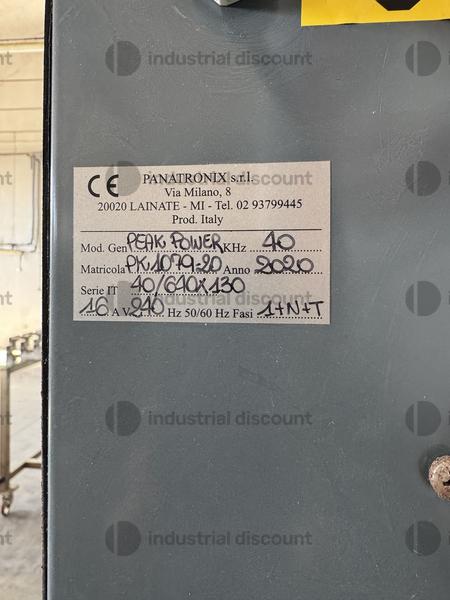 CE PANATRONIX s.r.l.
Via Milano, 8
20020 LAINATE - MI - Tel. 02 93799445
Prod. Italy
Mod. Gen PEAK POWER KHz 40
Matricola PK1079-20 Anno 2020
Serie IT 40/640x130
16 A V 240 Hz 50/60 Hz Fasi 1+N+T
industrial discount
industrial discount
industrial discount
industrial discount
industrial discount